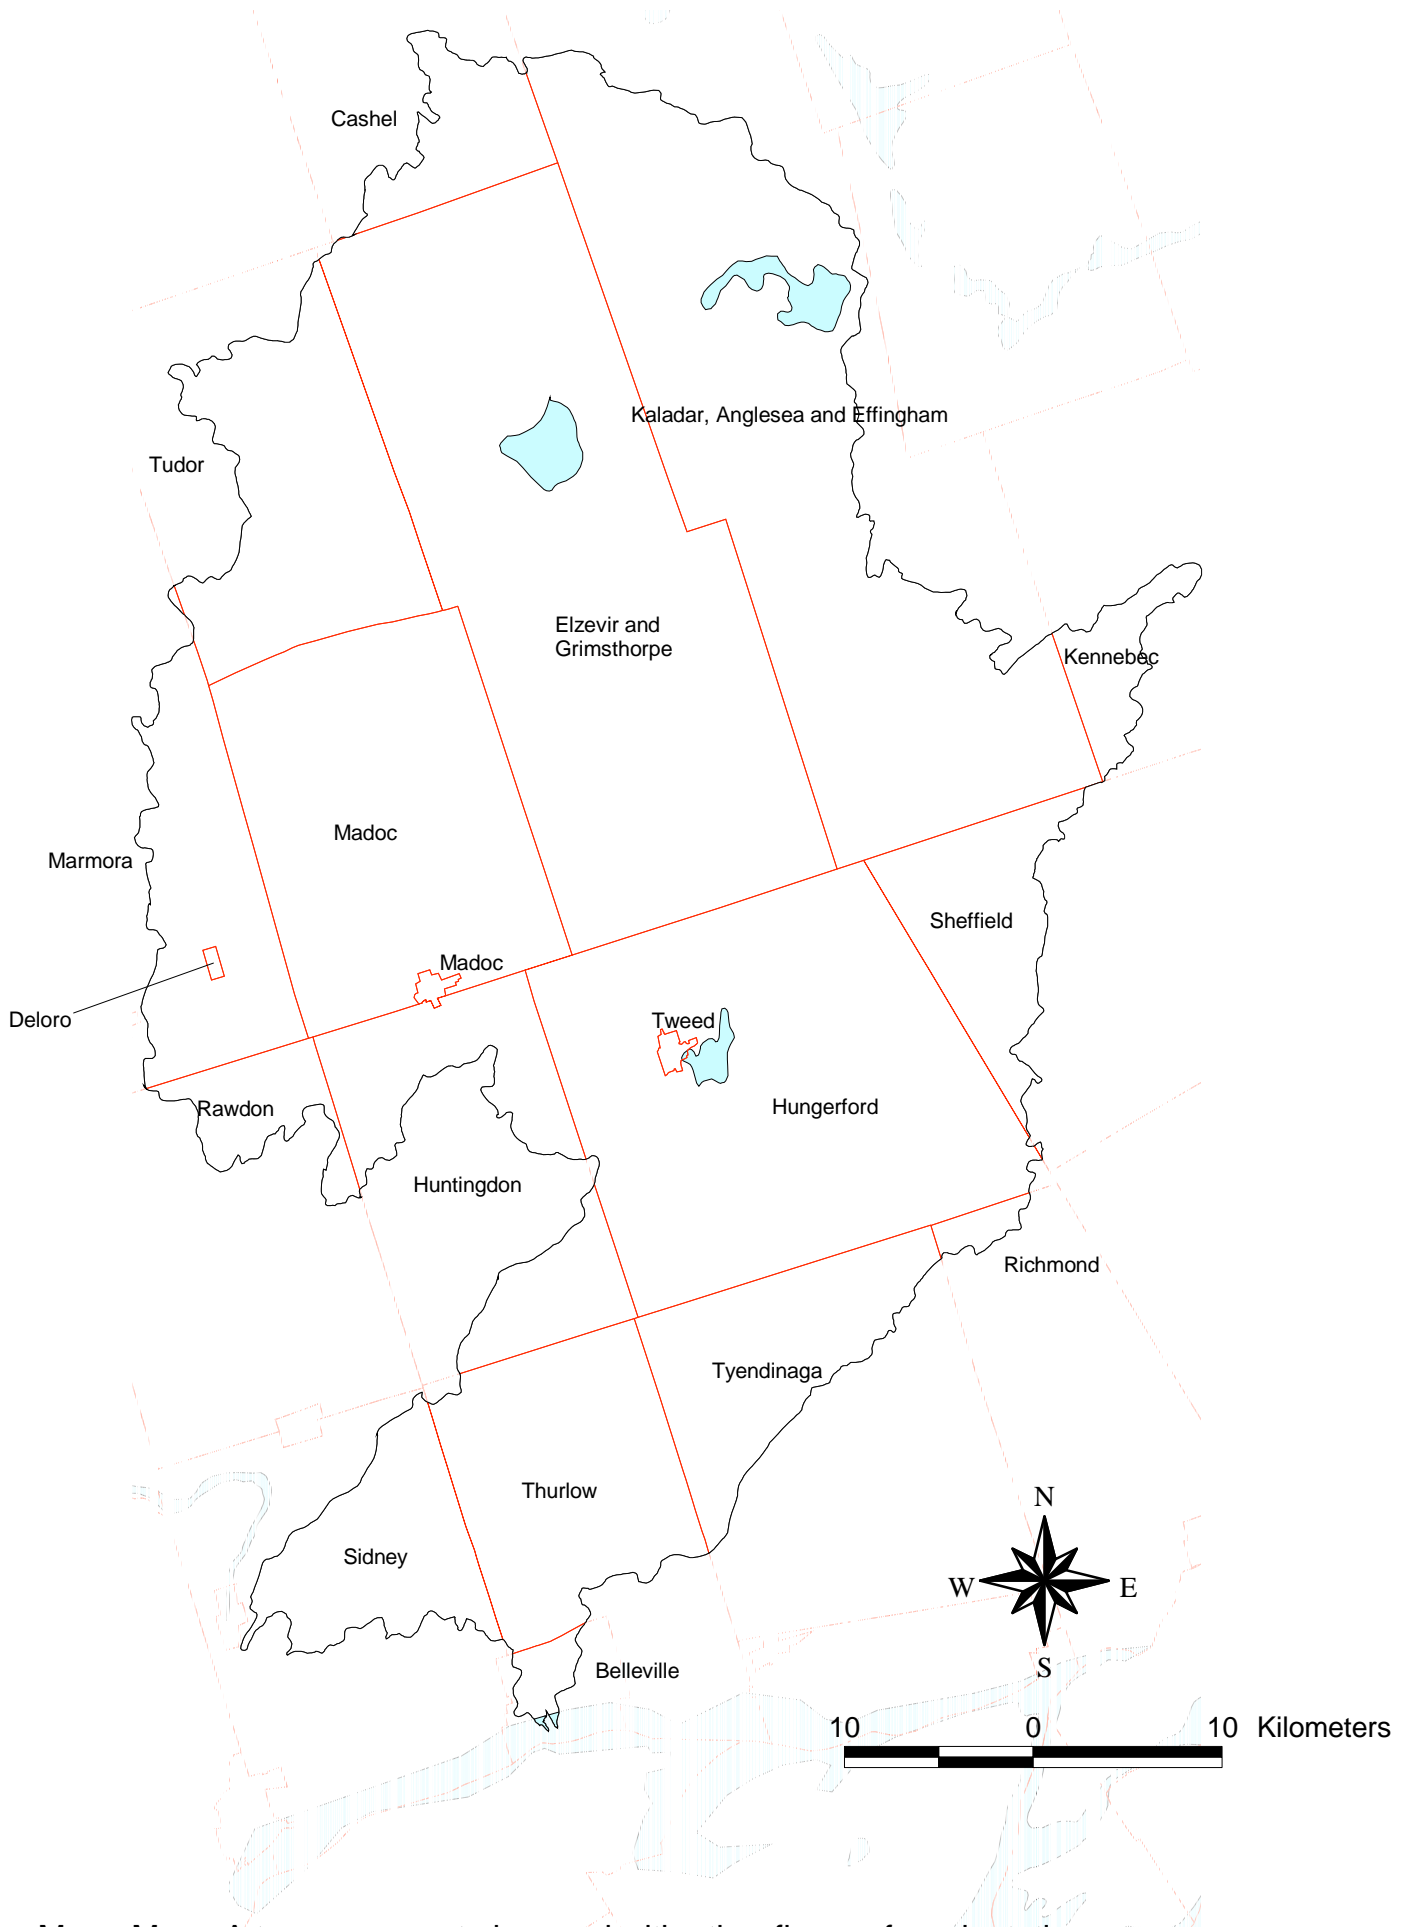 Cashel
Kaladar, Anglesea and Effingham
Tudor
Elzevir and
Grimsthorpe
Kennebec
Madoc
Marmora
Sheffield
Madoc
Deloro
Tweed
Rawdon
Hungerford
Huntingdon
Richmond
Tyendinaga
Thurlow
N
Sidney
W E
S
Belleville
10 0 10 Kilometers